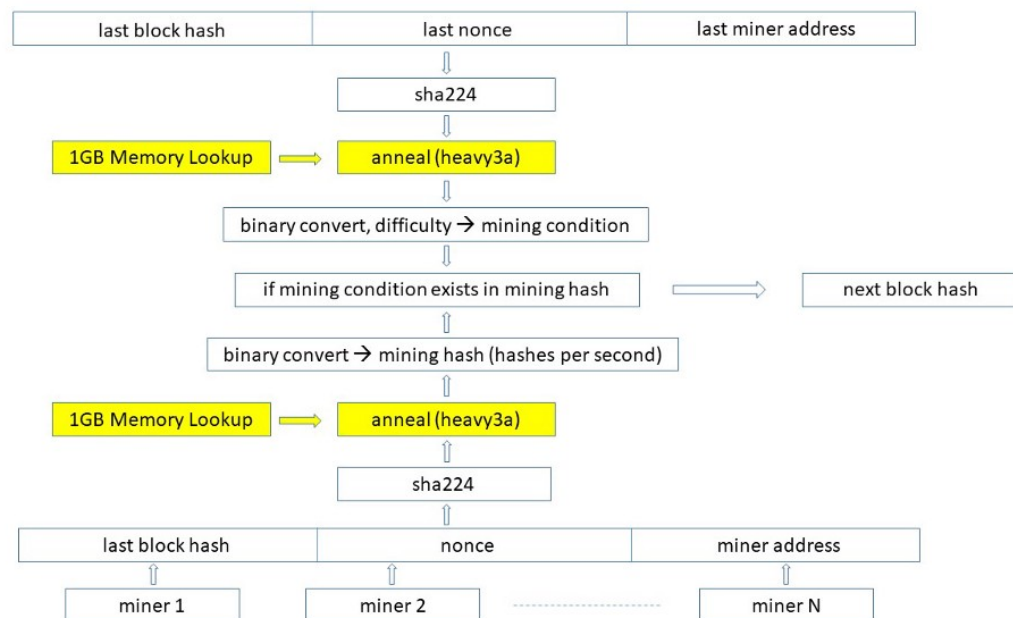 last block hash
last nonce
last miner address
sha224
1GB Memory Lookup
anneal (heavy3a)
binary convert, difficulty → mining condition
if mining condition exists in mining hash
next block hash
binary convert → mining hash (hashes per second)
1GB Memory Lookup
anneal (heavy3a)
sha224
last block hash
nonce
miner address
miner 1
miner 2
miner N